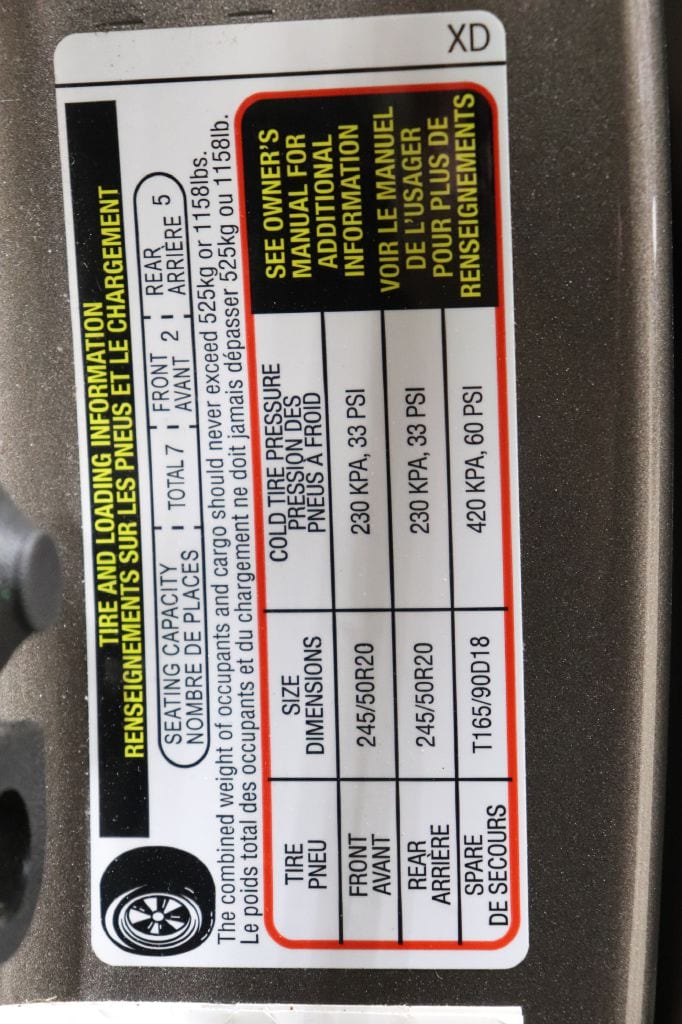 XD
TIRE AND LOADING INFORMATION
RENSEIGNEMENTS SUR LES PNEUS ET LE CHARGEMENT
SEATING CAPACITY
NOMBRE DE PLACES
TOTAL 7
FRONT
AVANT 2
REAR
ARRIÈRE 5
The combined weight of occupants and cargo should never exceed 525kg or 1158lbs.
Le poids total des occupants et du chargement ne doit jamais dépasser 525kg ou 1158lb.
TIRE
PNEU
SIZE
DIMENSIONS
COLD TIRE PRESSURE
PRESSION DES
PNEUS À FROID
FRONT
AVANT
245/50R20
230 KPA, 33 PSI
REAR
ARRIÈRE
245/50R20
230 KPA, 33 PSI
SPARE
DE SECOURS
T165/90D18
420 KPA, 60 PSI
SEE OWNER'S
MANUAL FOR
ADDITIONAL
INFORMATION
VOIR LE MANUEL
DE L'USAGER
POUR PLUS DE
RENSEIGNEMENTS